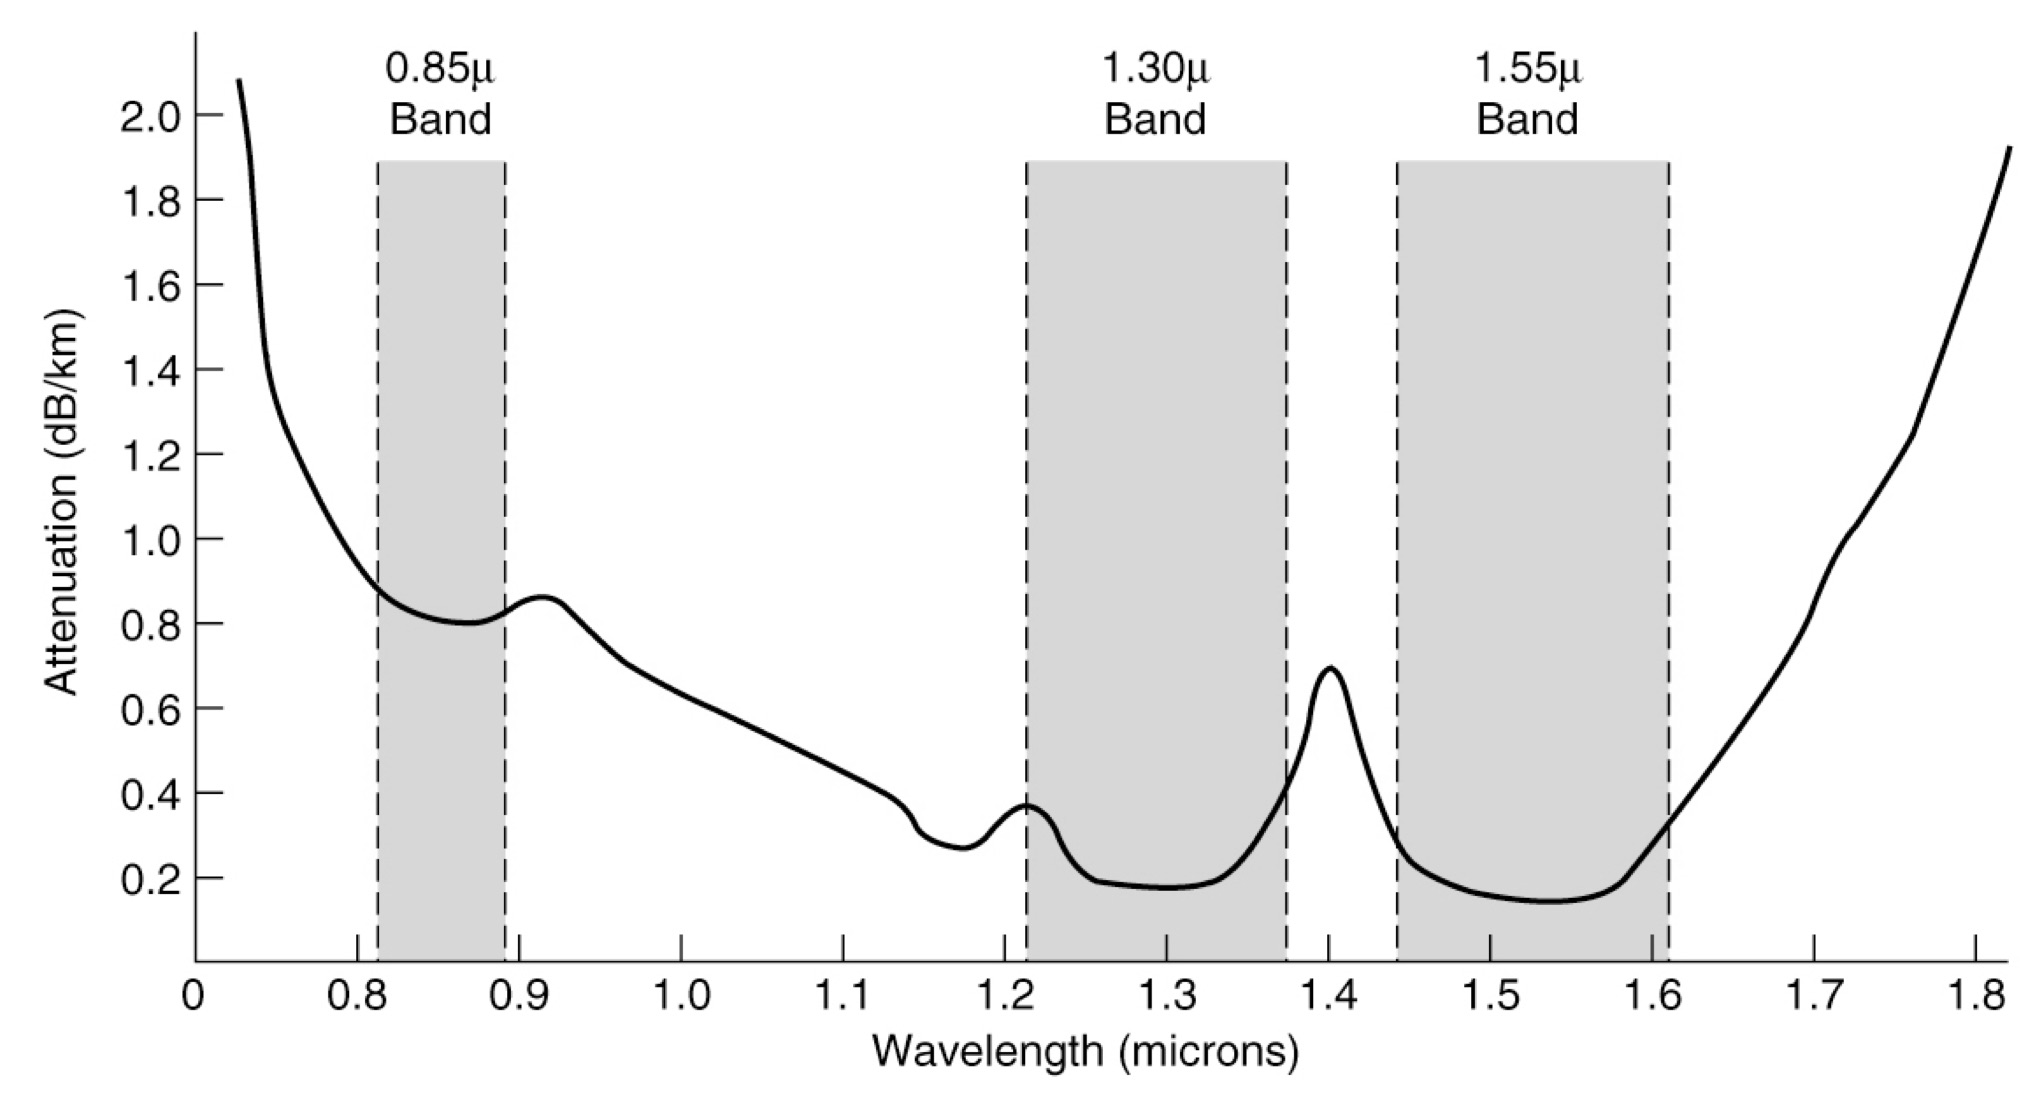 0.85μ
Band
1.30μ
Band
1.55μ
Band
2.0
1.8
1.6
1.4
1.2
1.0
0.8
0.6
0.4
0.2
Attenuation (dB/km)
0 0.8 0.9 1.0 1.1 1.2 1.3 1.4 1.5 1.6 1.7 1.8
Wavelength (microns)